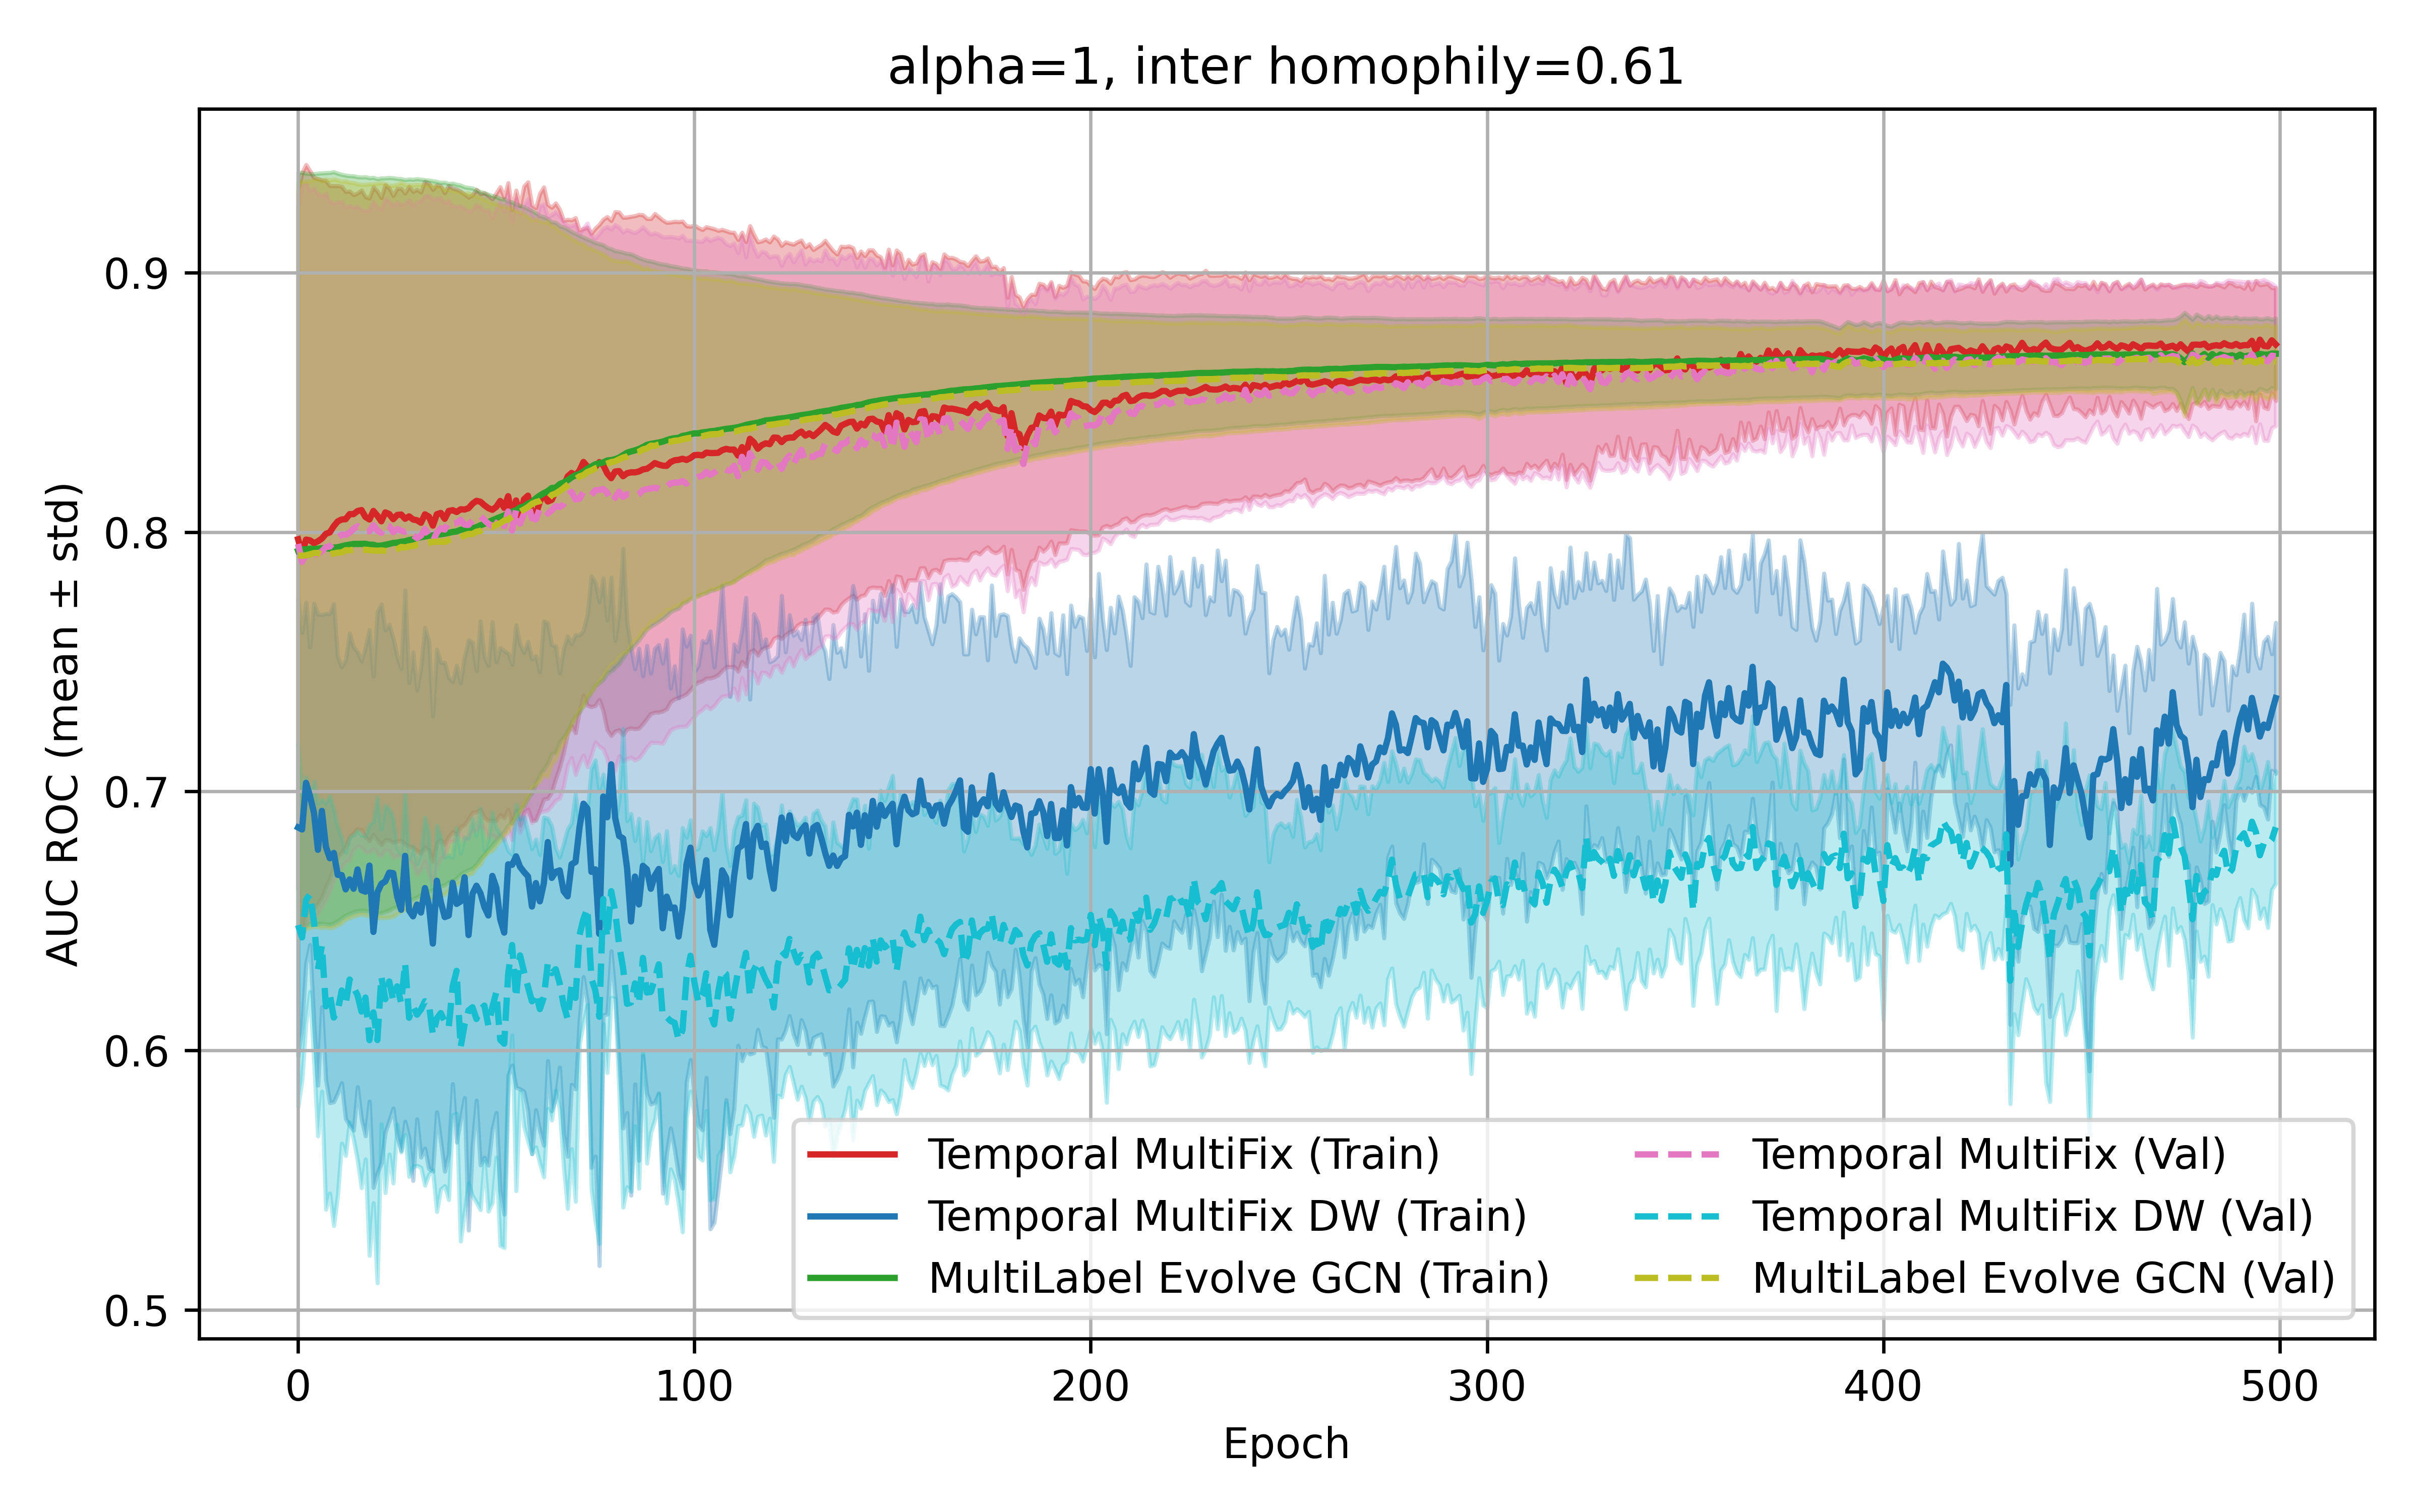 alpha=1, inter homophily=0.61
AUC ROC (mean ± std)
0.9
0.8
0.7
0.6
0.5
0 100 200 300 400 500
Epoch
Temporal MultiFix (Train)
Temporal MultiFix DW (Train)
MultiLabel Evolve GCN (Train)
Temporal MultiFix (Val)
Temporal MultiFix DW (Val)
MultiLabel Evolve GCN (Val)